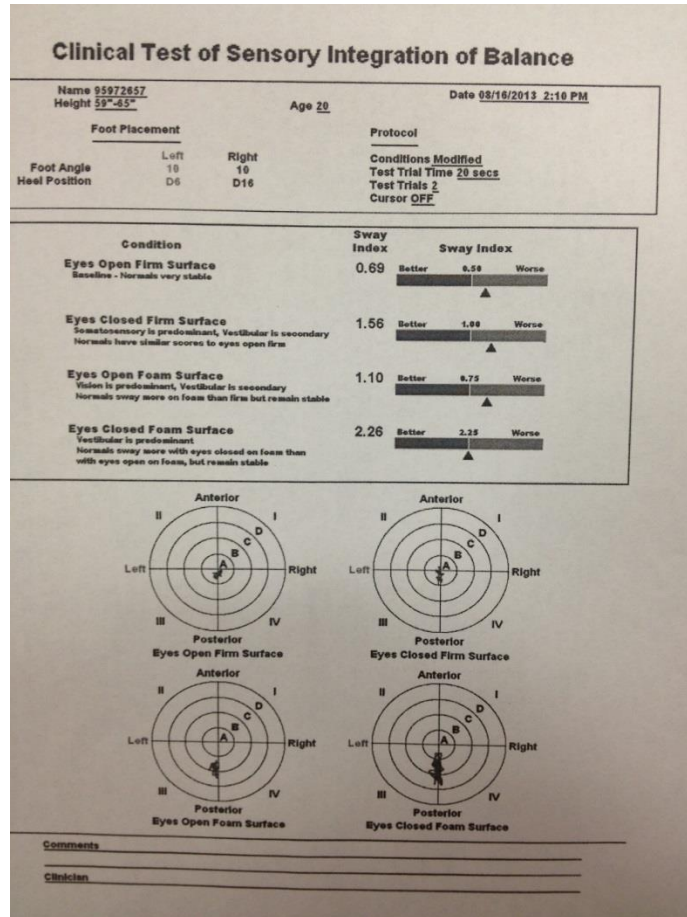 Clinical Test of Sensory Integration of Balance
Name 95972657
Height 59"-65"
Age 20
Date 08/16/2013 2:10 PM
Foot Placement
Left Right
Foot Angle 10 10
Heel Position D6 D16
Protocol
Conditions Modified
Test Trial Time 20 secs
Test Trials 2
Cursor OFF
Condition Sway Index Sway Index
Eyes Open Firm Surface 0.69 Better 0.50 Worse
Baseline - Normals very stable
Eyes Closed Firm Surface 1.56 Better 1.00 Worse
Somatosensory is predominant, Vestibular is secondary
Normals have similar scores to eyes open firm
Eyes Open Foam Surface 1.10 Better 0.75 Worse
Vision is predominant, Vestibular is secondary
Normals sway more on foam than firm but remain stable
Eyes Closed Foam Surface 2.26 Better 2.25 Worse
Vestibular is predominant
Normals sway more with eyes closed on foam than
with eyes open on foam, but remain stable
Anterior
II I
D
C
B
A
Left Right
III IV
Posterior
Eyes Open Firm Surface
Anterior
II I
D
C
B
A
Left Right
III IV
Posterior
Eyes Closed Firm Surface
Anterior
II I
D
C
B
A
Left Right
III IV
Posterior
Eyes Open Foam Surface
Anterior
II I
D
C
B
A
Left Right
III IV
Posterior
Eyes Closed Foam Surface
Comments
Clinician